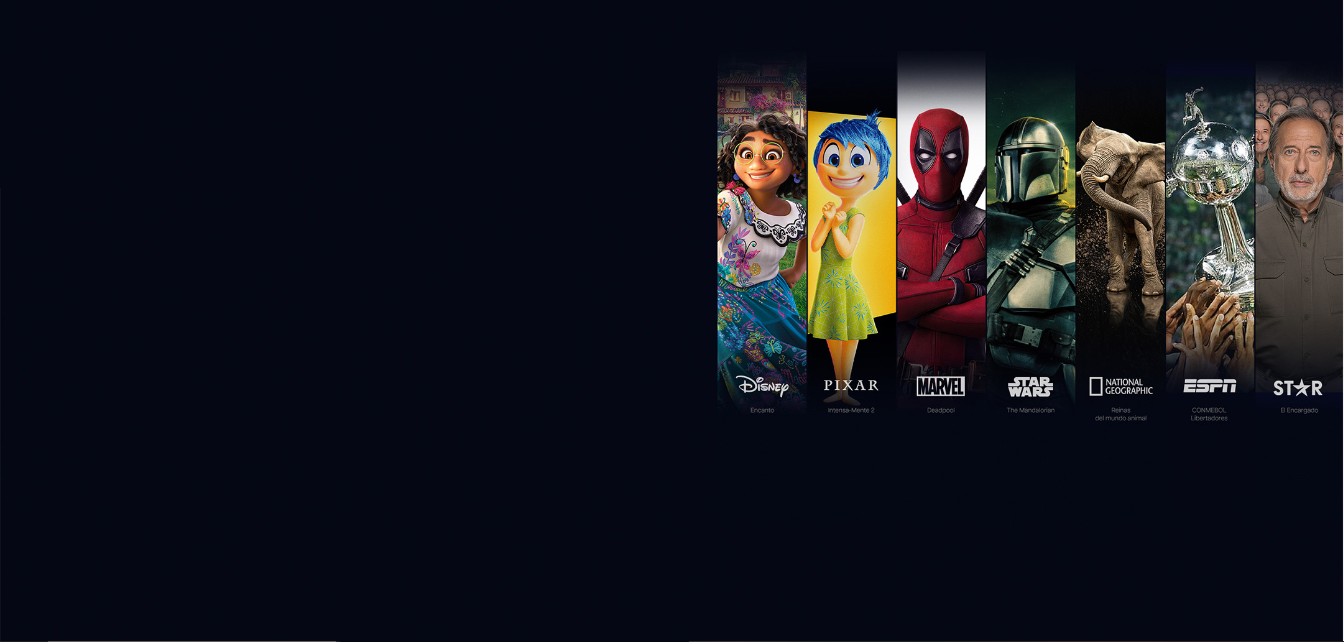 Disney
PIXAR
MARVEL
STAR
WARS
NATIONAL
GEOGRAPHIC
ESPN
STAR
Encanto
Intensa-Mente 2
Deadpool
The Mandalorian
Reinas
del mundo animal
CONMEBOL
Libertadores
El Encargado